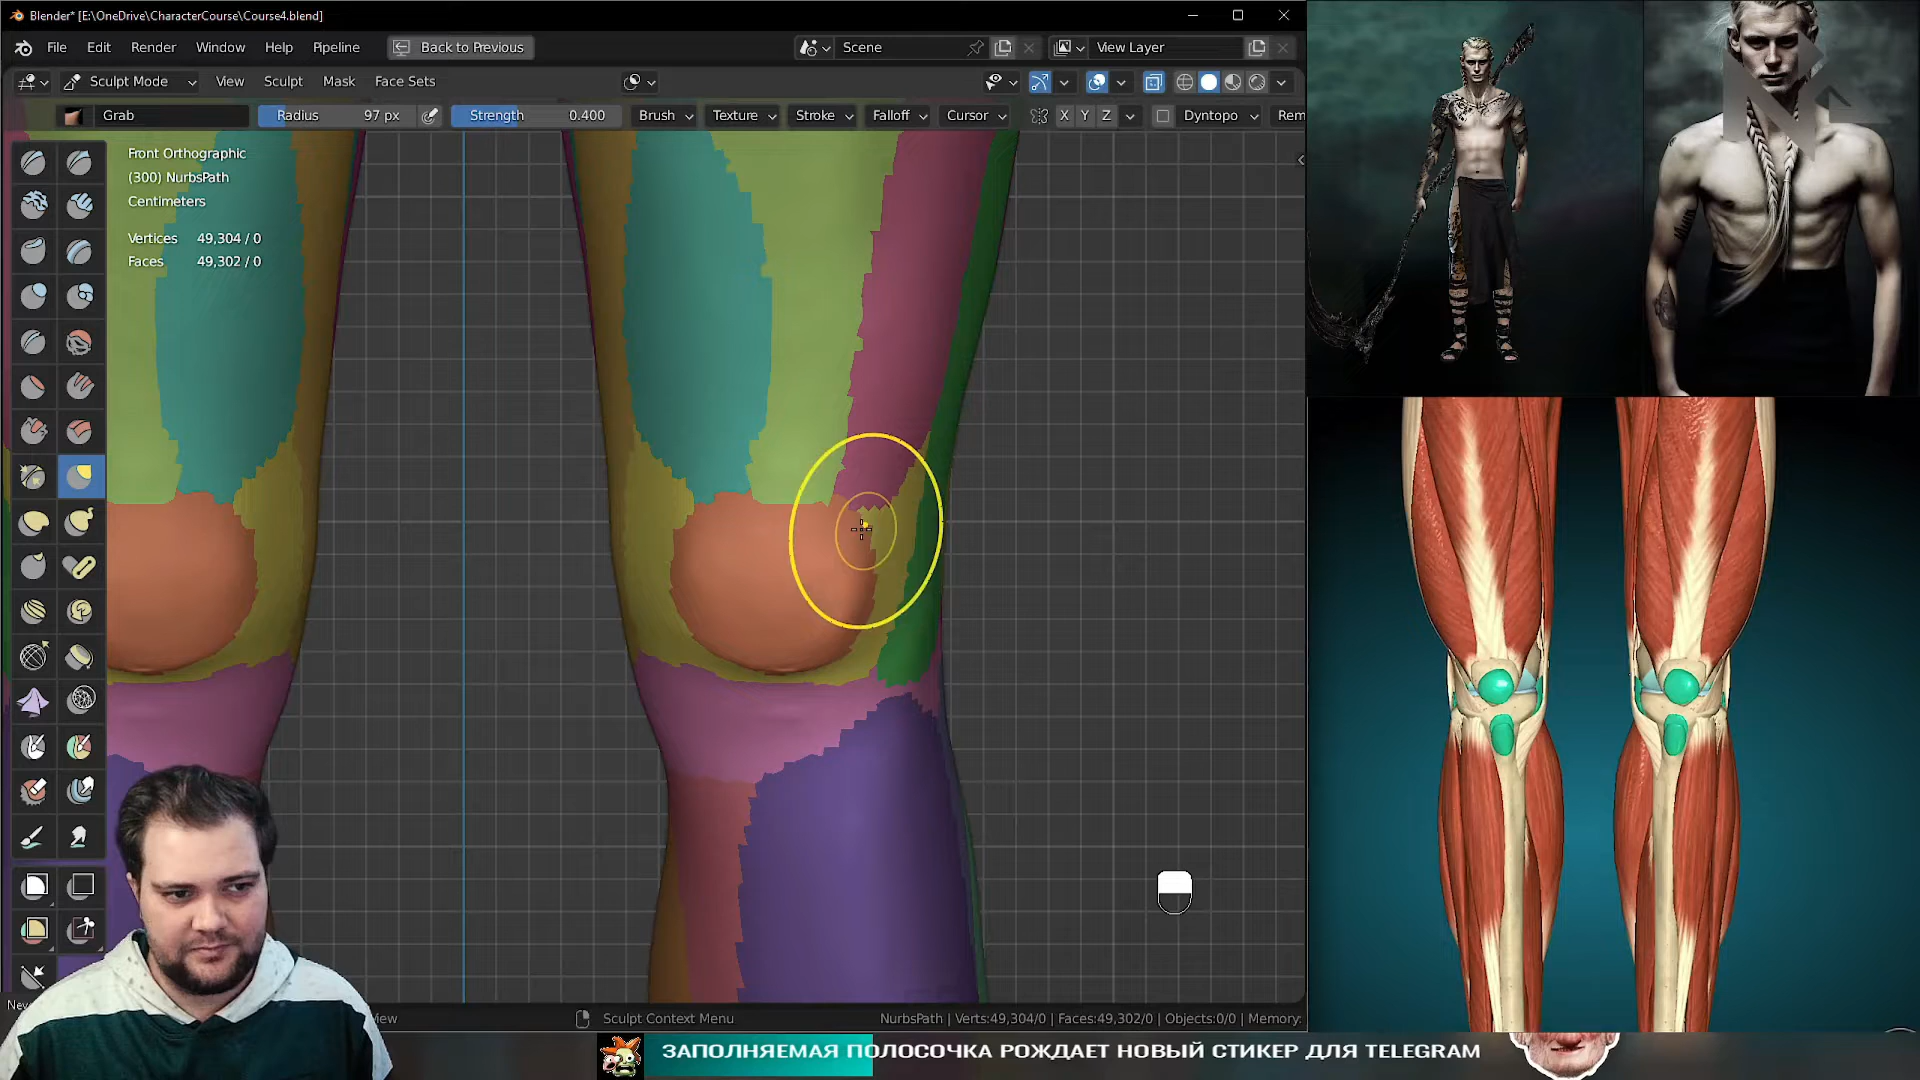 Blender* [E:\OneDrive\CharacterCourse\Course4.blend]
File Edit Render Window Help Pipeline Back to Previous Scene View Layer
Sculpt Mode View Sculpt Mask Face Sets
Grab Radius 97 px Strength 0.400 Brush Texture Stroke Falloff Cursor X Y Z Dyntopo Rem
Front Orthographic
(300) NurbsPath
Centimeters
Vertices 49,304 / 0
Faces 49,302 / 0
Sculpt Context Menu NurbsPath | Verts:49,304/0 | Faces:49,302/0 | Objects:0/0 | Memory:
ЗАПОЛНЯЕМАЯ ПОЛОСОЧКА РОЖДАЕТ НОВЫЙ СТИКЕР ДЛЯ TELEGRAM